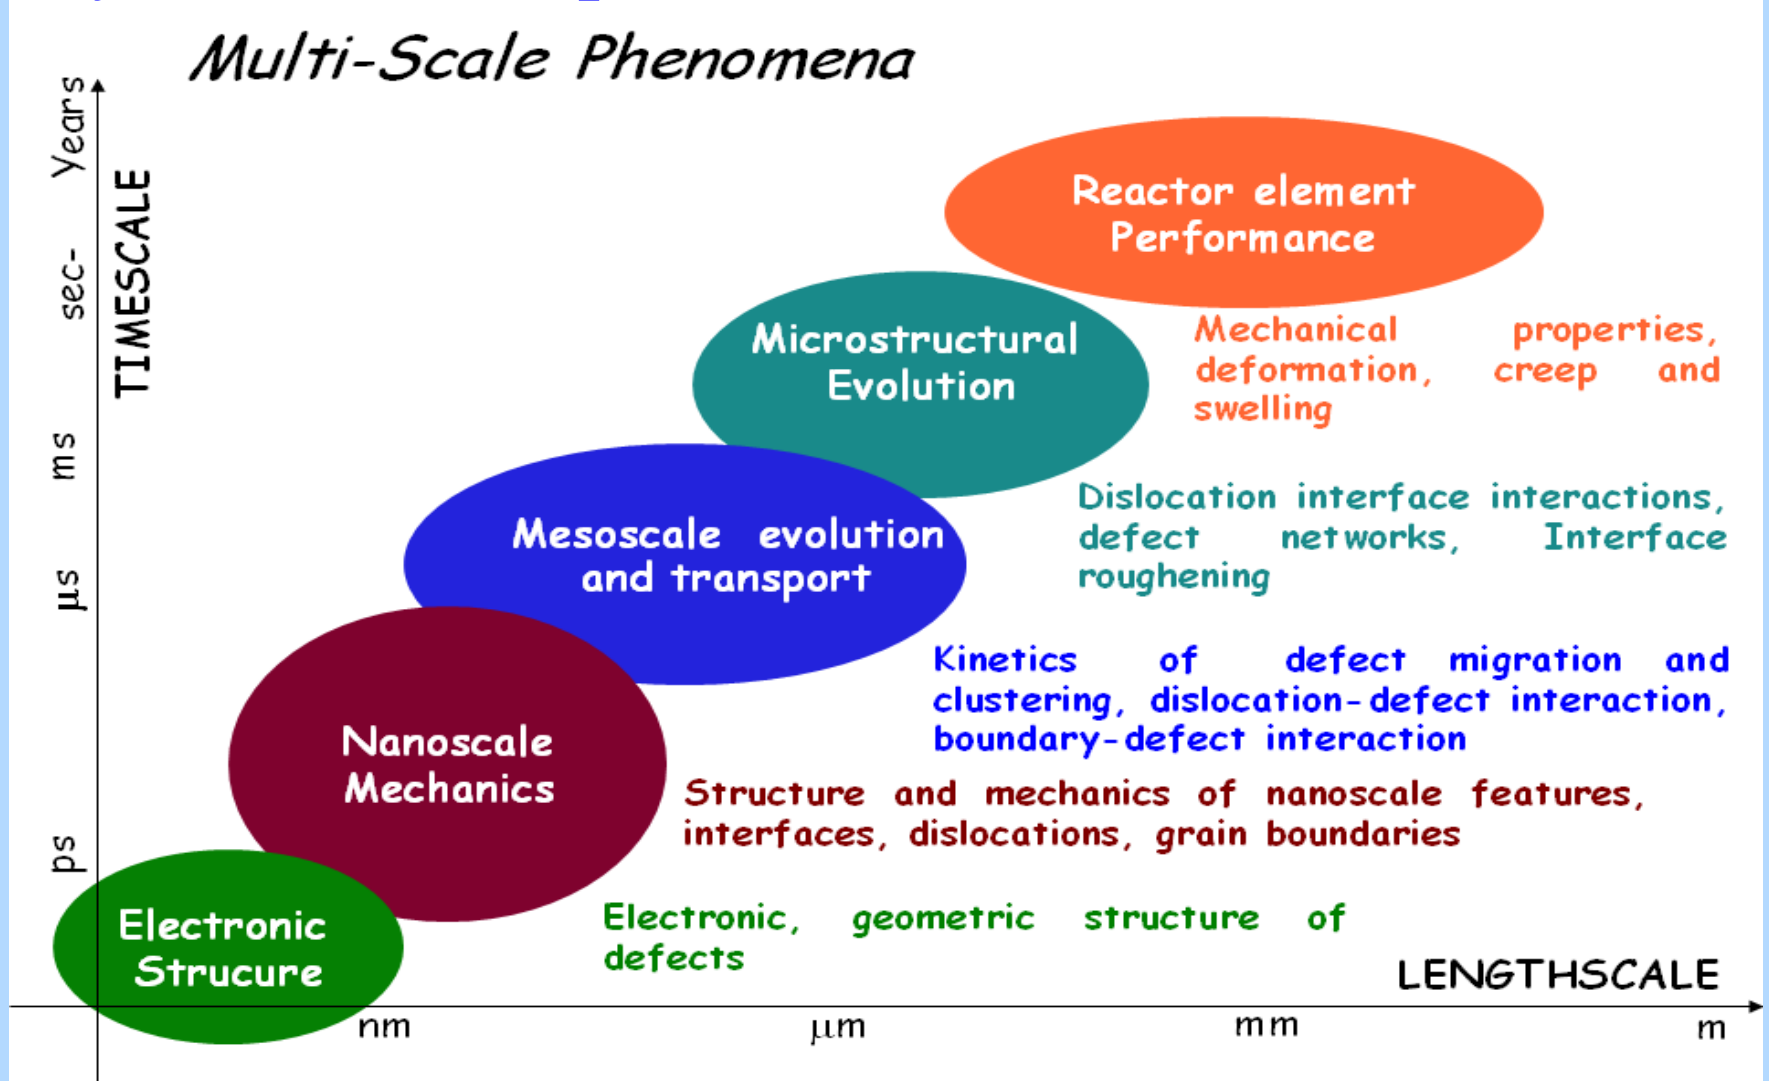 Multi-Scale Phenomena
Years
sec-
ms
μs
ps
TIMESCALE
Reactor element
Performance
Mechanical properties,
deformation, creep and
swelling
Microstructural
Evolution
Dislocation interface interactions,
defect networks, Interface
roughening
Mesoscale evolution
and transport
Kinetics of defect migration and
clustering, dislocation-defect interaction,
boundary-defect interaction
Nanoscale
Mechanics
Structure and mechanics of nanoscale features,
interfaces, dislocations, grain boundaries
Electronic
Strucure
Electronic, geometric structure of
defects
LENGTHSCALE
nm
μm
mm
m